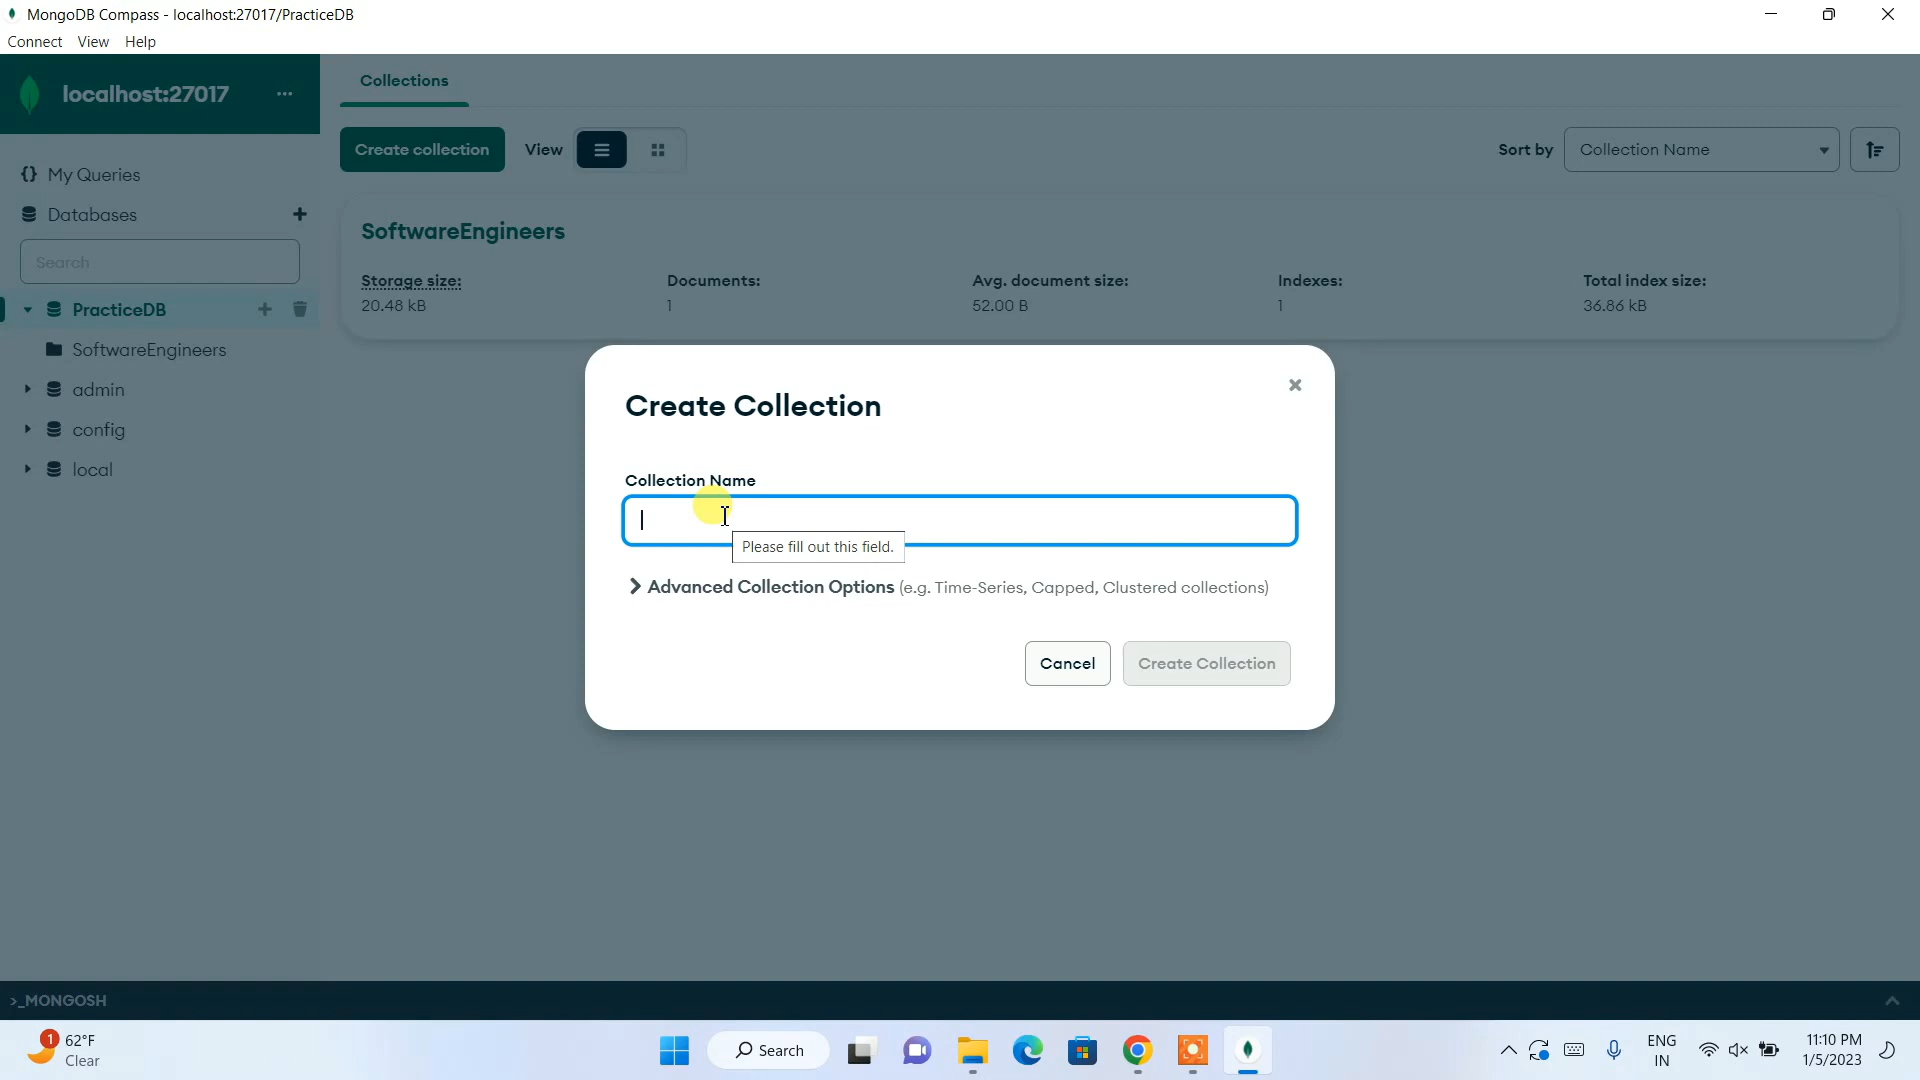 MongoDB Compass - localhost:27017/PracticeDB
Connect View Help
localhost:27017 ...
Collections
Create collection View
Sort by Collection Name
{} My Queries
Databases
Search
SoftwareEngineers
Storage size: Documents: Avg. document size: Indexes: Total index size:
20.48 kB 1 52.00 B 1 36.86 kB
PracticeDB
SoftwareEngineers
admin
config
local
Create Collection
Collection Name
Please fill out this field.
Advanced Collection Options (e.g. Time-Series, Capped, Clustered collections)
Cancel Create Collection
>_MONGOSH
1 62°F
Clear
Search
ENG
IN
11:10 PM
1/5/2023